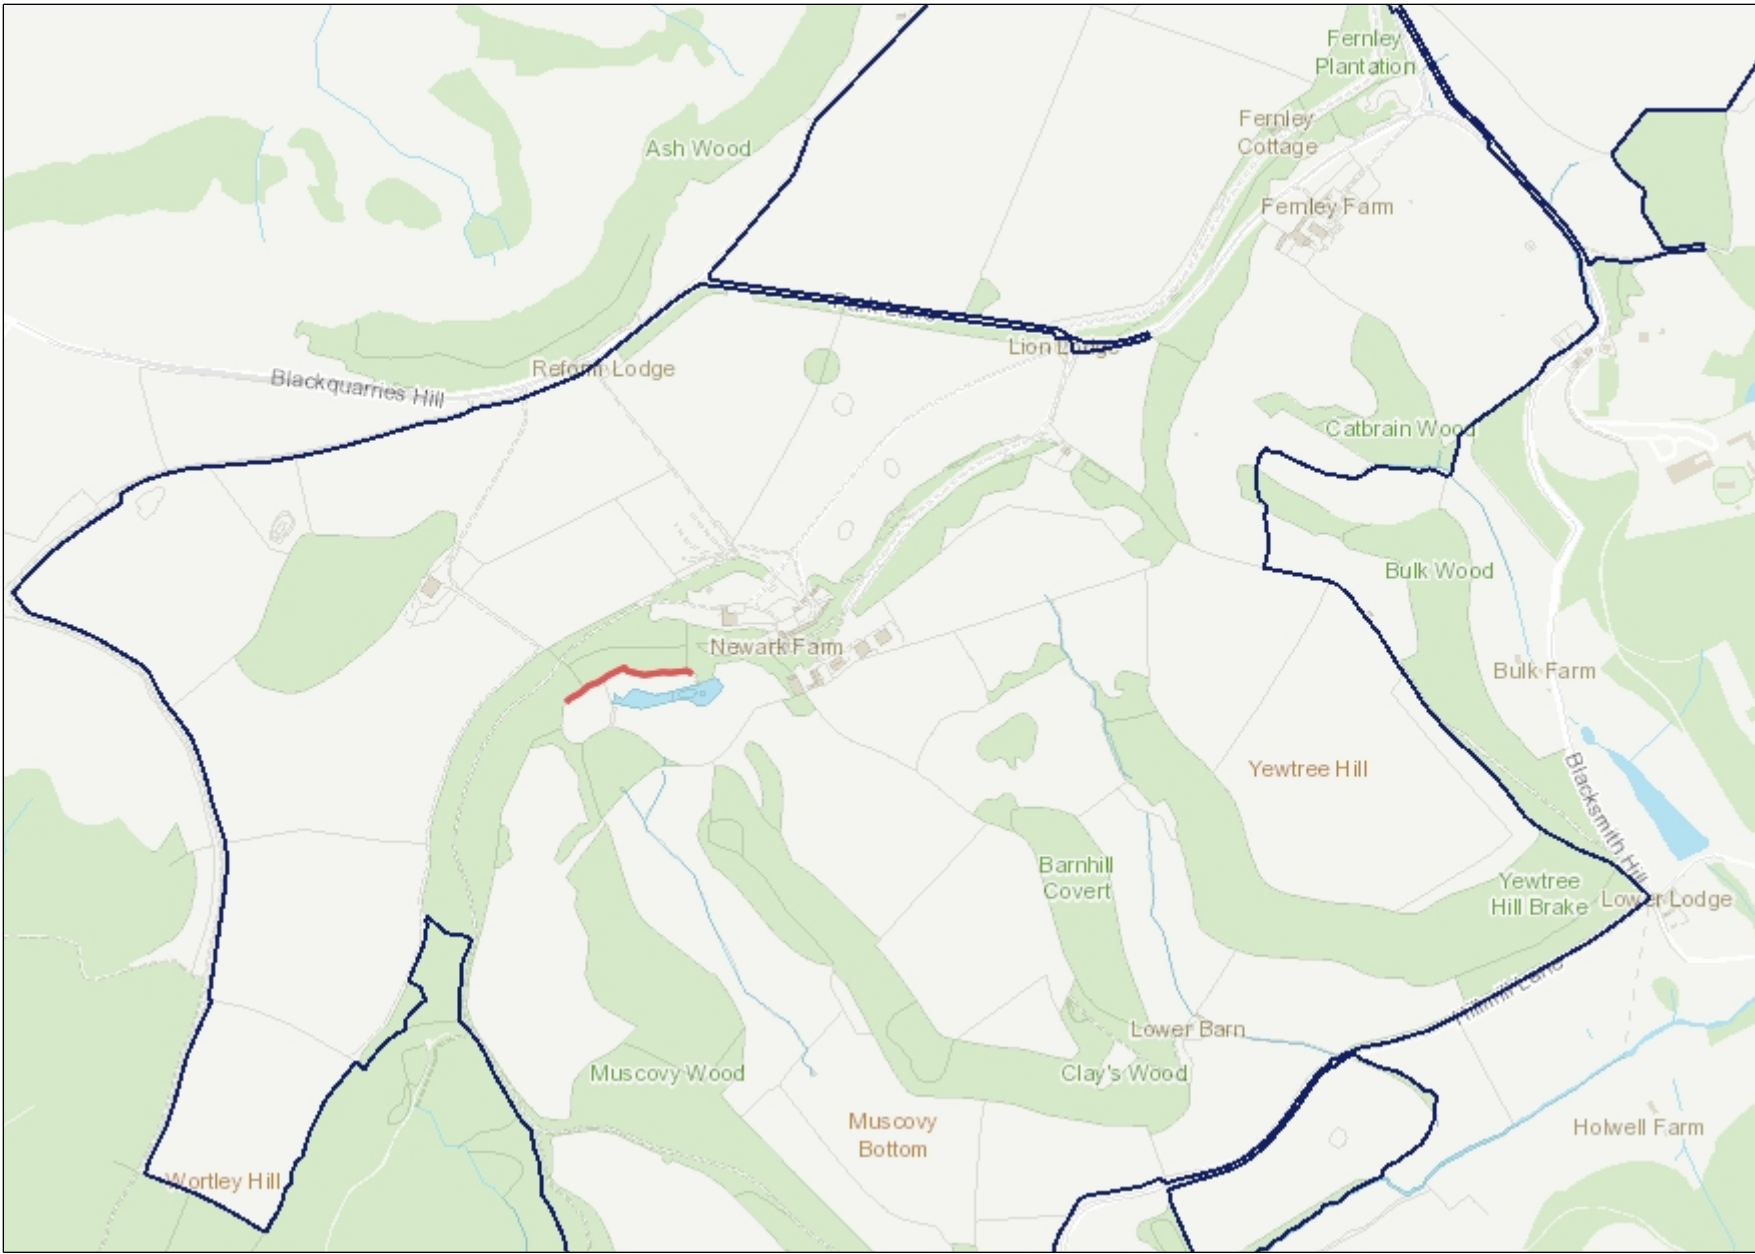 Fernley
Plantation
Fernley
Cottage
Ash Wood
Fernley Farm
Park Lane
Lion Lodge
Reform Lodge
Blackquarries Hill
Catbrain Wood
Bulk Wood
Newark Farm
Bulk Farm
Yewtree Hill
Blacksmith Hill
Barnhill
Covert
Yewtree
Hill Brake
Lower Lodge
Lower Barn
Muscovy Wood
Clay's Wood
Muscovy
Bottom
Holwell Farm
Wortley Hill